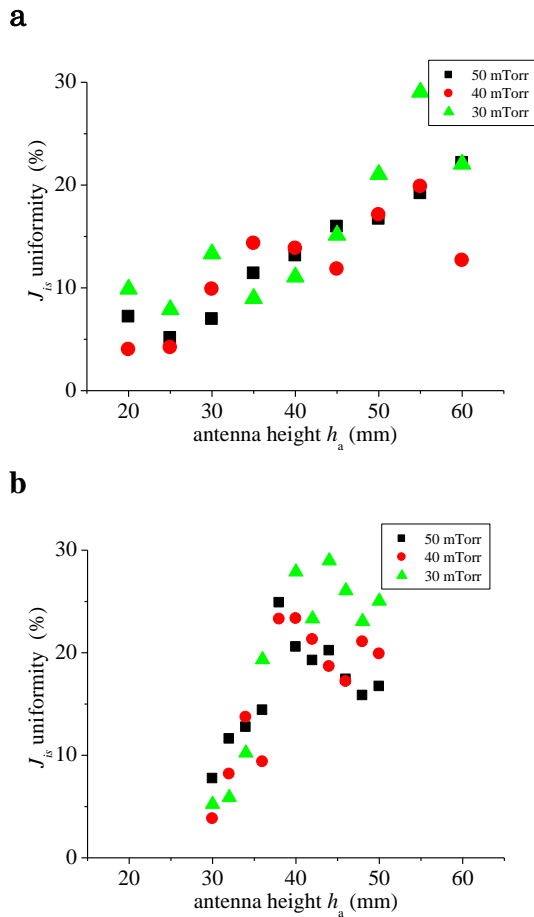 a
30
20
10
0
J_is uniformity (%)
50 mTorr
40 mTorr
30 mTorr
20 30 40 50 60
antenna height h_a (mm)
b
30
20
10
0
J_is uniformity (%)
50 mTorr
40 mTorr
30 mTorr
20 30 40 50 60
antenna height h_a (mm)